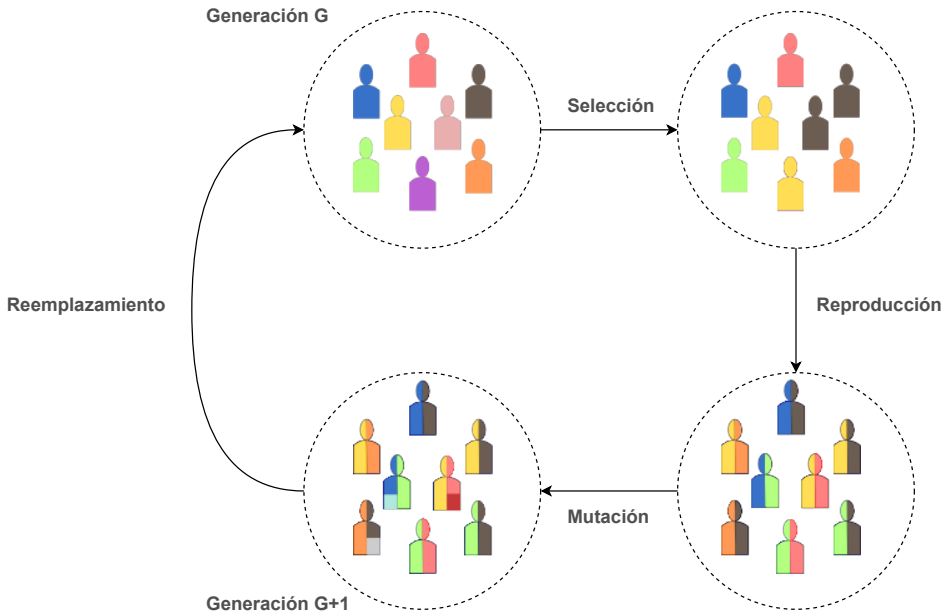 Generación G
Selección
Reemplazamiento
Reproducción
Mutación
Generación G+1